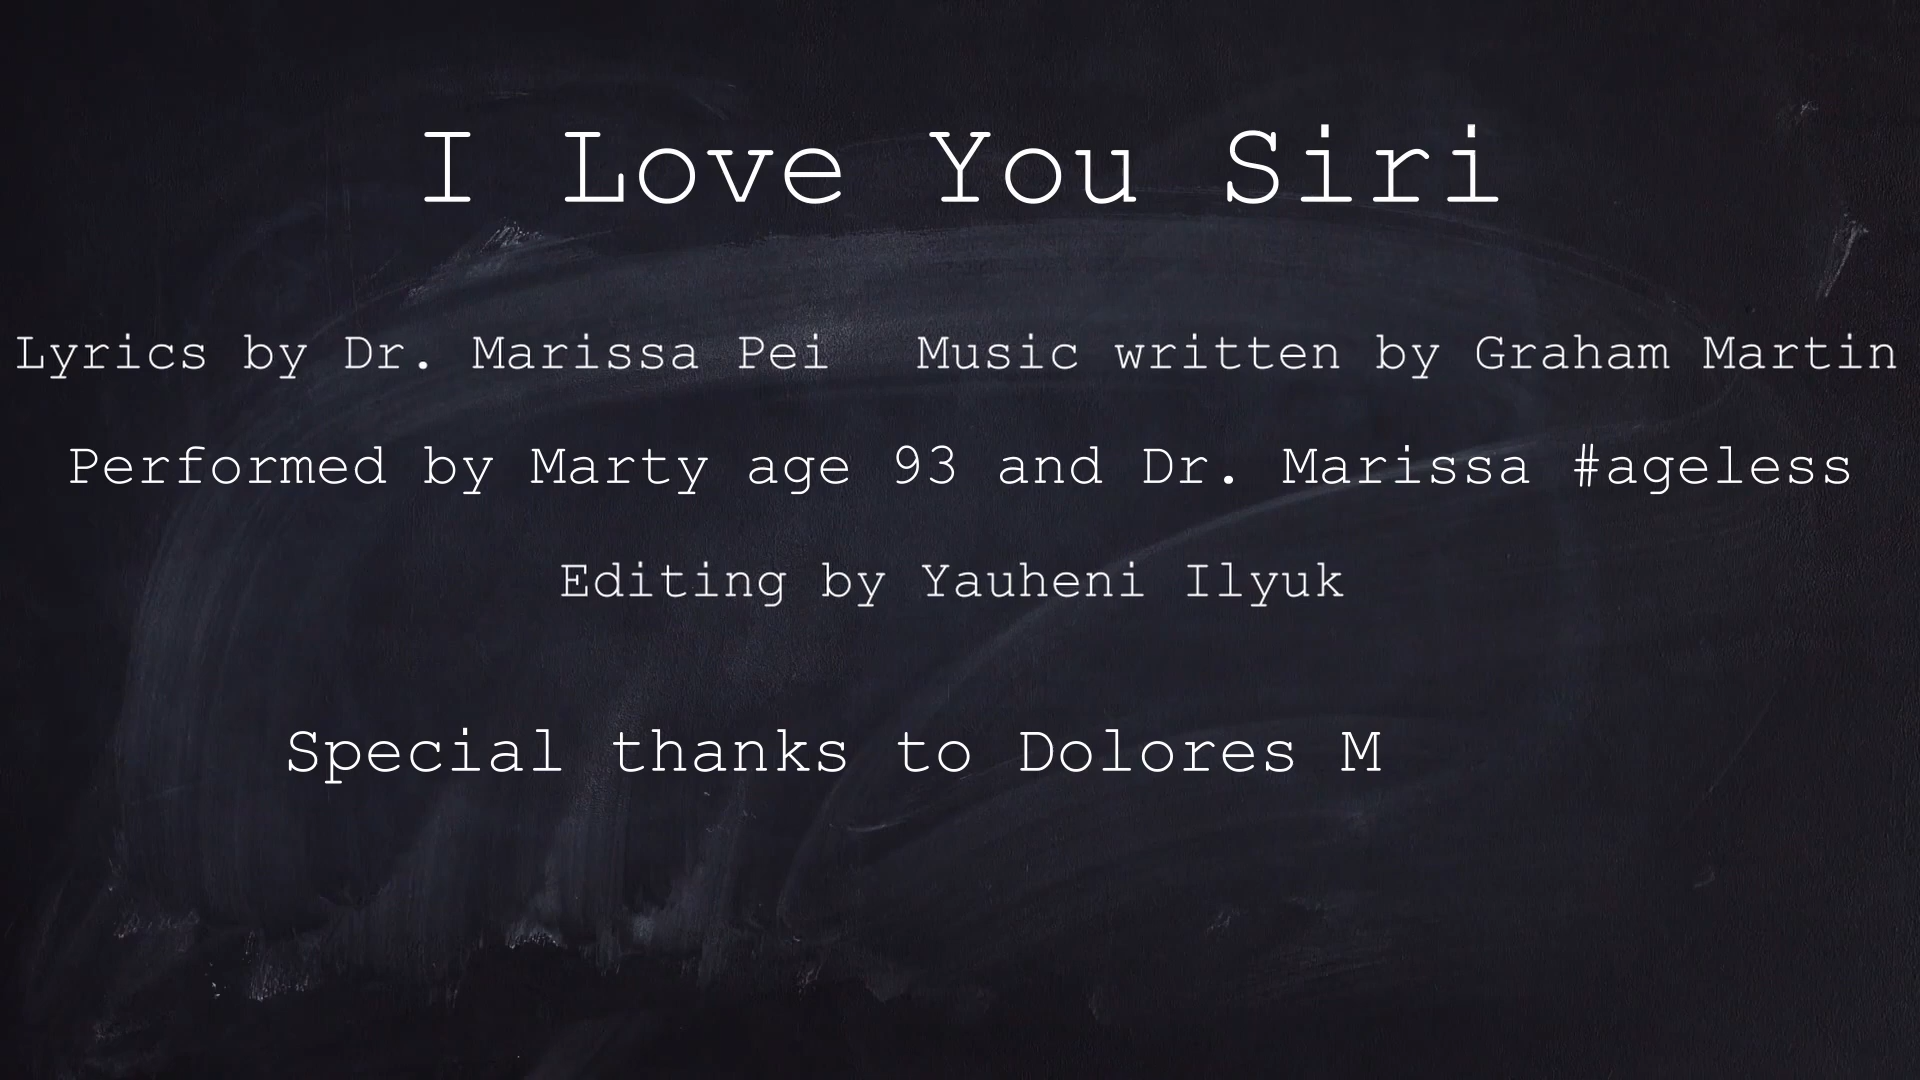 I Love You Siri
Lyrics by Dr. Marissa Pei   Music written by Graham Martin
Performed by Marty age 93 and Dr. Marissa #ageless
Editing by Yauheni Ilyuk
Special thanks to Dolores M